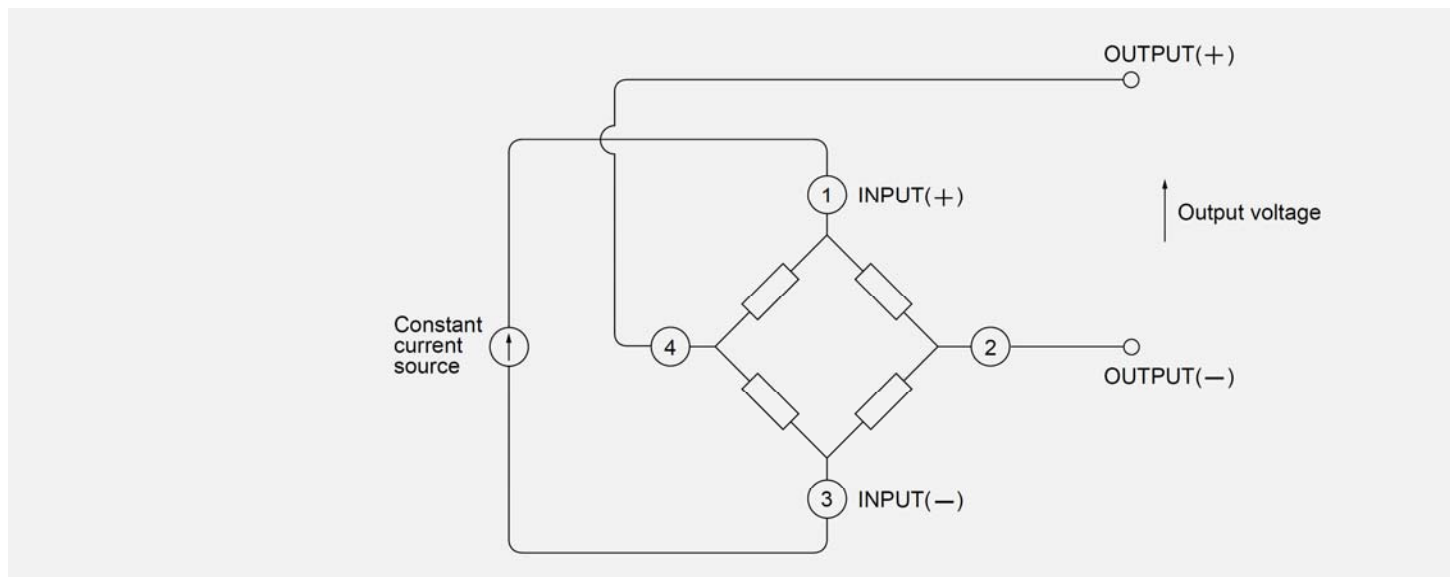 OUTPUT(+)
1
INPUT(+)
Output voltage
Constant
current
source
4
2
OUTPUT(−)
3
INPUT(−)